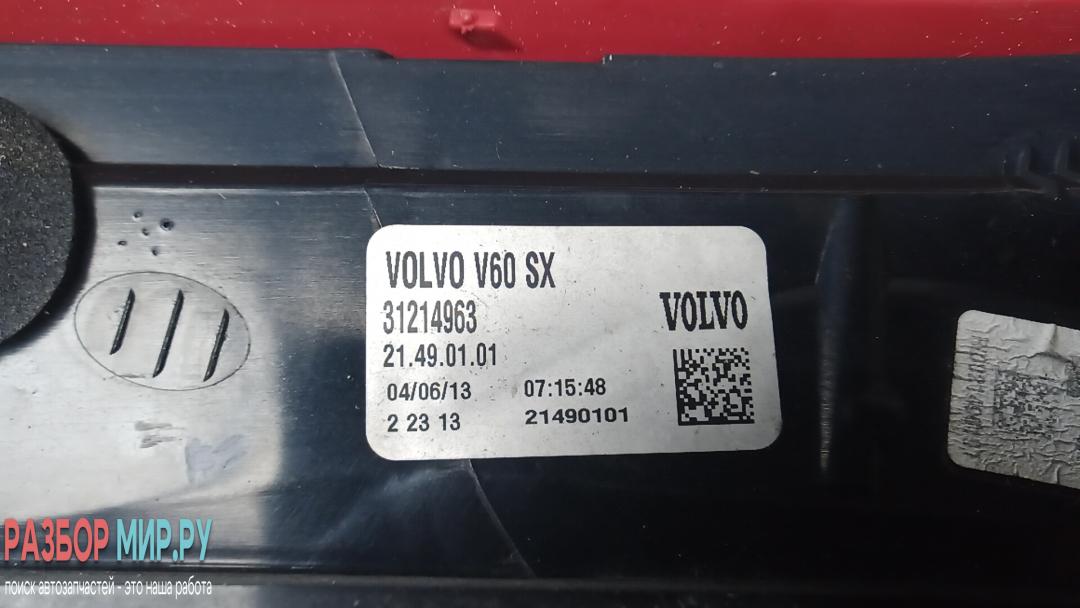 VOLVO V60 SX
31214963
VOLVO
21.49.01.01
04/06/13 07:15:48
2 23 13 21490101
РАЗБОР МИР.РУ
поиск автозапчастей - это наша работа